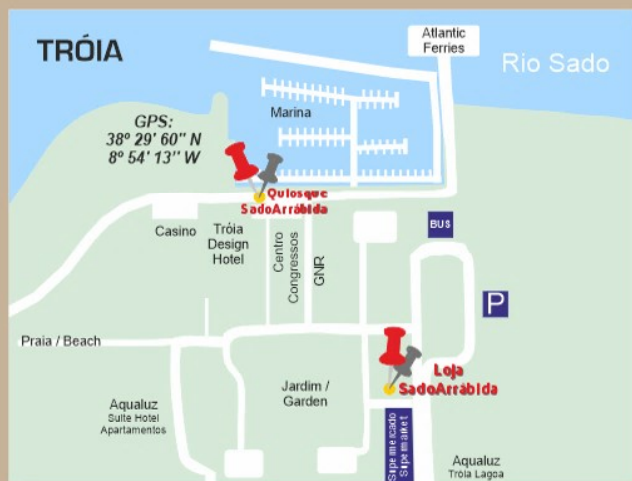 TRÓIA
Atlantic
Ferries
Rio Sado
GPS:
38º 29' 60'' N
8º 54' 13'' W
Marina
Quiosque
SadoArrábida
Casino
Tróia
Design
Hotel
Centro
Congressos
GNR
BUS
P
Praia / Beach
Loja
SadoArrábida
Jardim /
Garden
Aqualuz
Suite Hotel
Apartamentos
Supermercado
Supermarket
Aqualuz
Tróia Lagoa